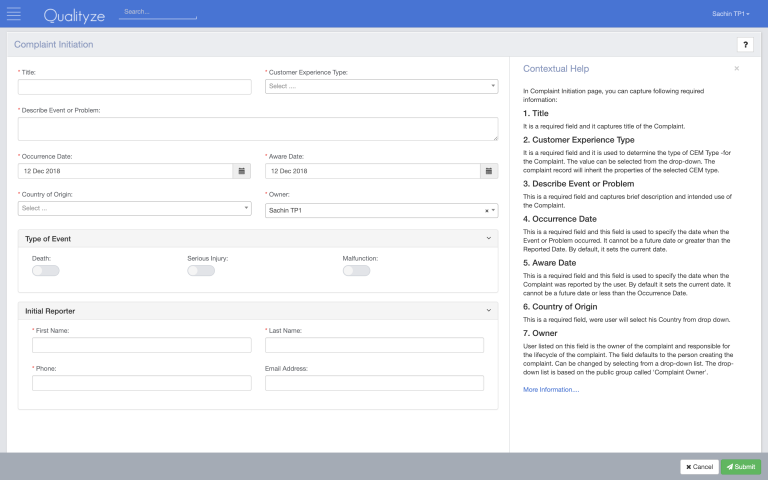 Qualityze
Search...
Sachin TP1
Complaint Initiation
?
* Title:
* Customer Experience Type:
Select ....
* Describe Event or Problem:
* Occurrence Date:
* Aware Date:
12 Dec 2018
12 Dec 2018
* Country of Origin:
* Owner:
Select ...
Sachin TP1
Type of Event
Death:
Serious Injury:
Malfunction:
Initial Reporter
* First Name:
* Last Name:
* Phone:
Email Address:
Contextual Help
In Complaint Initiation page, you can capture following required
information:
1. Title
It is a required field and it captures title of the Complaint.
2. Customer Experience Type
It is a required field and it is used to determine the type of CEM Type -for
the Complaint. The value can be selected from the drop-down. The
complaint record will inherit the properties of the selected CEM type.
3. Describe Event or Problem
This is a required field and captures brief description and intended use of
the Complaint.
4. Occurrence Date
This is a required field and this field is used to specify the date when the
Event or Problem occurred. It cannot be a future date or greater than the
Reported Date. By default, it sets the current date.
5. Aware Date
This is a required field and this field is used to specify the date when the
Complaint was reported by the user. By default it sets the current date. It
cannot be a future date or less than the Occurrence Date.
6. Country of Origin
This is a required field, were user will select his Country from drop down.
7. Owner
User listed on this field is the owner of the complaint and responsible for
the lifecycle of the complaint. The field defaults to the person creating the
complaint. Can be changed by selecting from a drop-down list. The drop-
down list is based on the public group called 'Complaint Owner'.
More Information....
Cancel
Submit